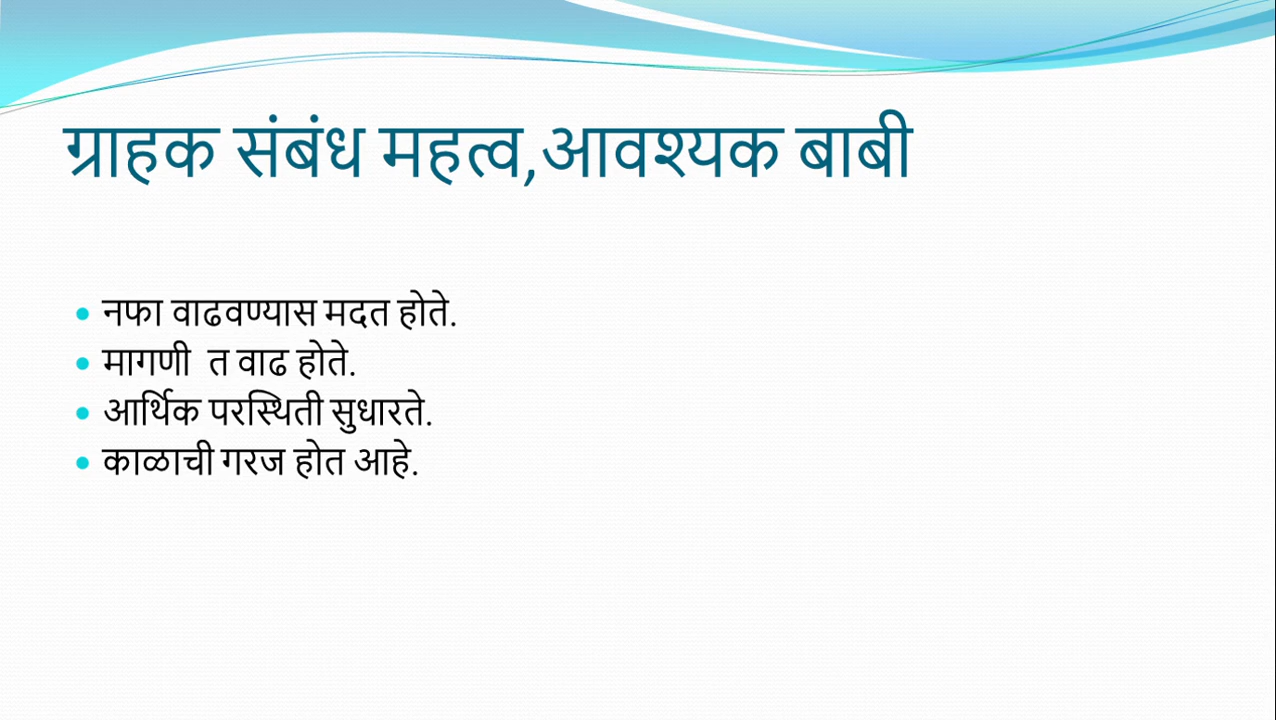 ग्राहक संबंध महत्व,आवश्यक बाबी
• नफा वाढवण्यास मदत होते.
• मागणी  त वाढ होते.
• आर्थिक परस्थिती सुधारते.
• काळाची गरज होत आहे.